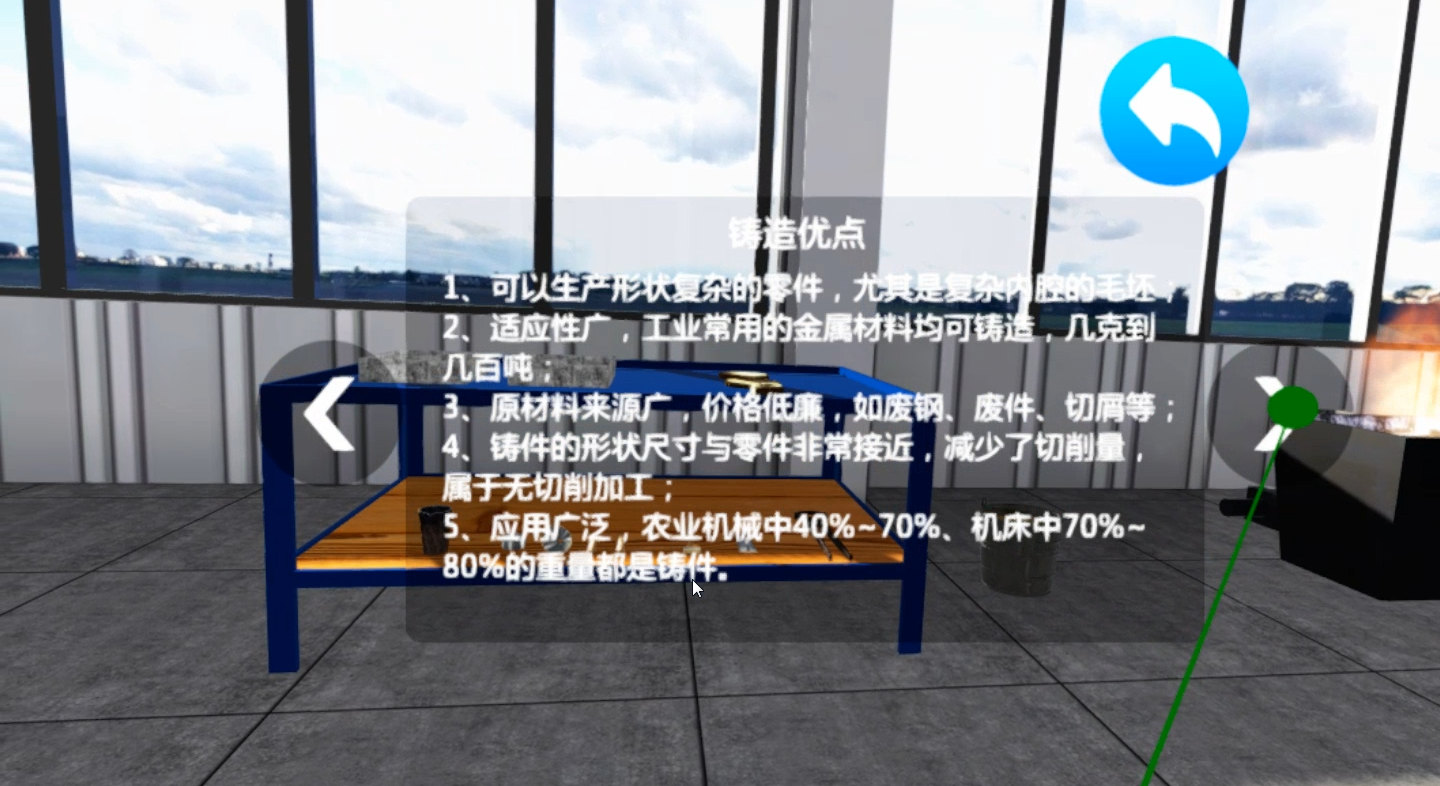 铸造优点
1、可以生产形状复杂的零件，尤其是复杂内腔的毛坯；
2、适应性广，工业常用的金属材料均可铸造，几克到
几百吨；
3、原材料来源广，价格低廉，如废钢、废件、切屑等；
4、铸件的形状尺寸与零件非常接近，减少了切削量，
属于无切削加工；
5、应用广泛，农业机械中40%~70%、机床中70%~
80%的重量都是铸件。